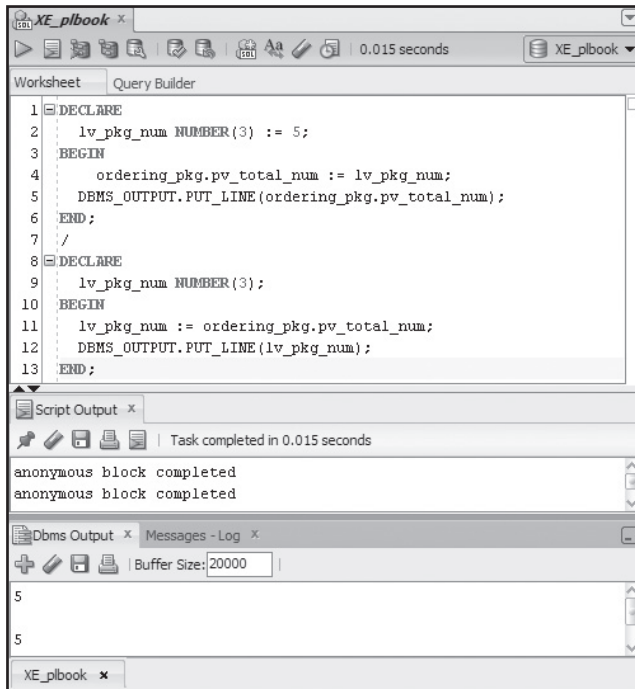 XE_plbook x
SQL Aa 0.015 seconds XE_plbook
Worksheet Query Builder
1 DECLARE
2 lv_pkg_num NUMBER(3) := 5;
3 BEGIN
4 ordering_pkg.pv_total_num := lv_pkg_num;
5 DBMS_OUTPUT.PUT_LINE(ordering_pkg.pv_total_num);
6 END;
7 /
8 DECLARE
9 lv_pkg_num NUMBER(3);
10 BEGIN
11 lv_pkg_num := ordering_pkg.pv_total_num;
12 DBMS_OUTPUT.PUT_LINE(lv_pkg_num);
13 END;
Script Output x
Task completed in 0.015 seconds
anonymous block completed
anonymous block completed
Dbms Output x Messages - Log x
Buffer Size: 20000
5
5
XE_plbook x